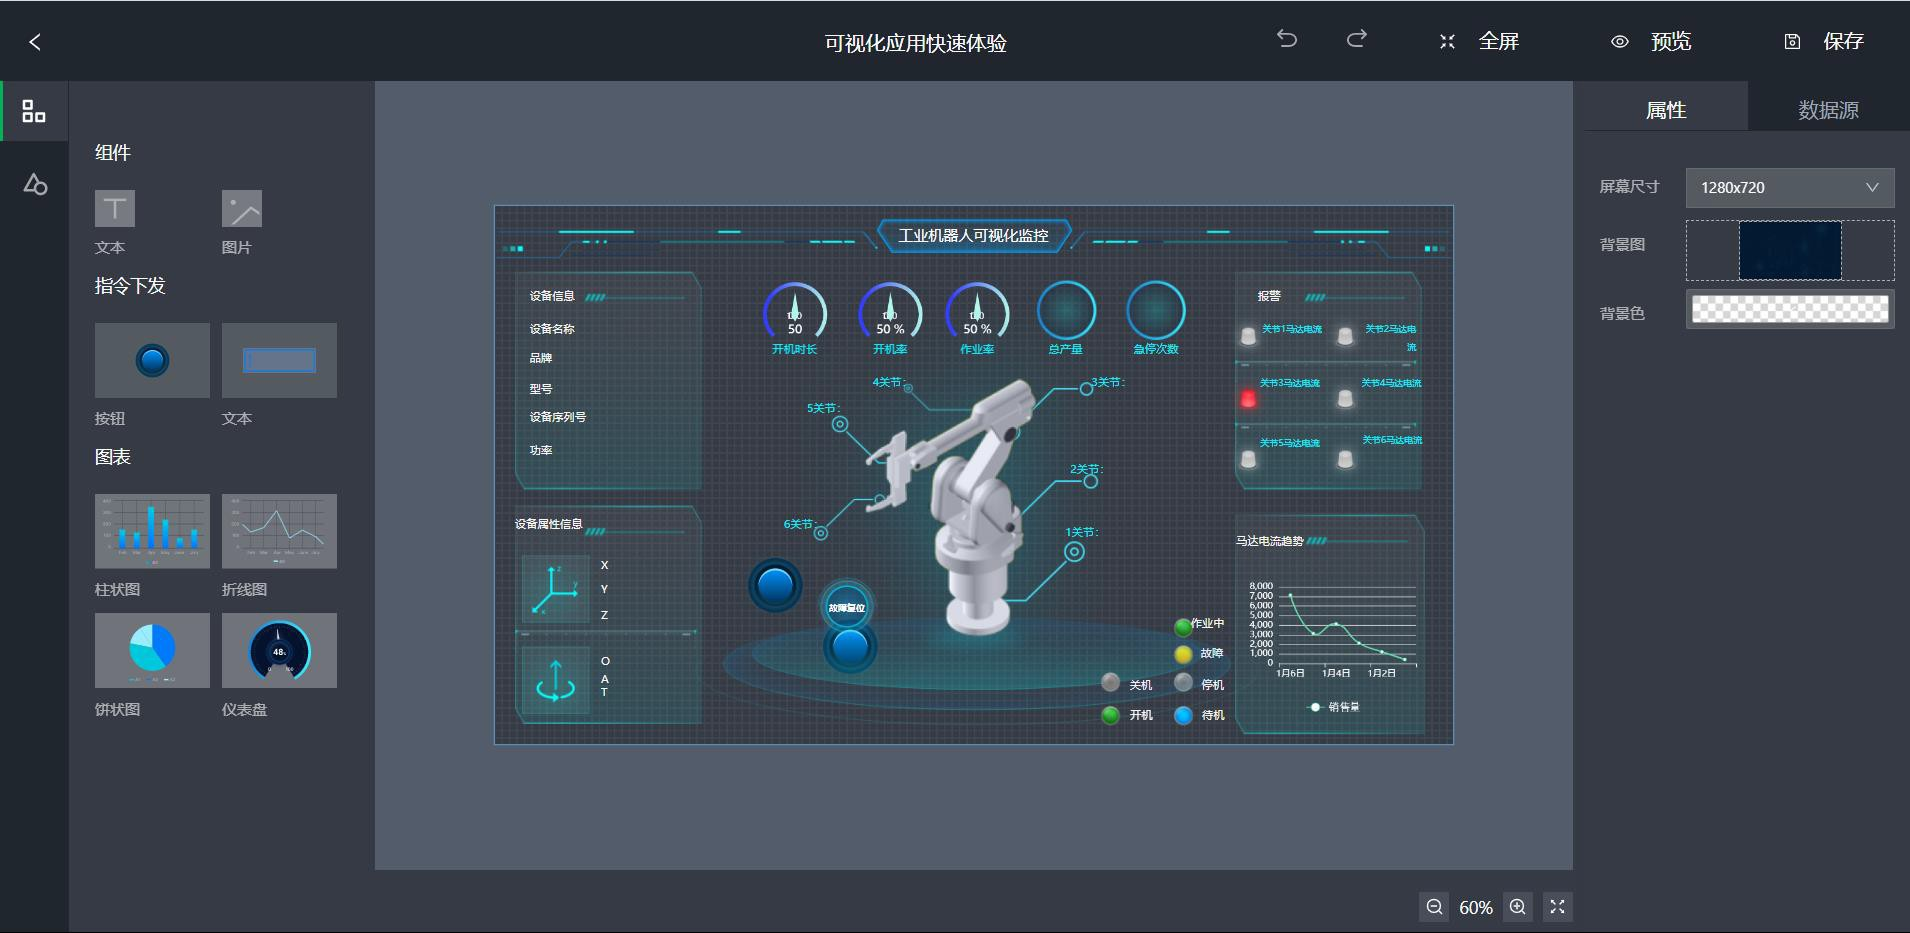 可视化应用快速体验
全屏
预览
保存
组件
文本
图片
指令下发
按钮
文本
图表
柱状图
折线图
48%
饼状图
仪表盘
工业机器人可视化监控
设备信息
设备名称
品牌
型号
设备序列号
功率
设备属性信息
X
Y
Z
O
A
T
50
开机时长
50 %
开机率
50 %
作业率
总产量
急停次数
4关节:
3关节:
5关节:
2关节:
6关节:
1关节:
故障复位
作业中
故障
关机
停机
开机
待机
报警
关节1马达电流
关节2马达电
流
关节3马达电流
关节4马达电流
关节5马达电流
关节6马达电流
马达电流趋势
8,000
7,000
6,000
5,000
4,000
3,000
2,000
1,000
0
1月6日
1月4日
1月2日
销售量
属性
数据源
屏幕尺寸
1280x720
背景图
背景色
60%